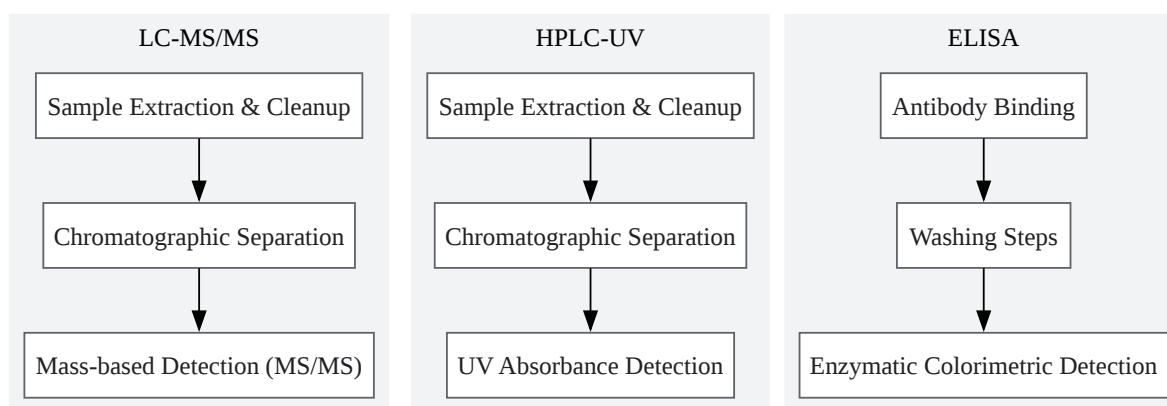 LC-MS/MS
Sample Extraction & Cleanup
Chromatographic Separation
Mass-based Detection (MS/MS)
HPLC-UV
Sample Extraction & Cleanup
Chromatographic Separation
UV Absorbance Detection
ELISA
Antibody Binding
Washing Steps
Enzymatic Colorimetric Detection